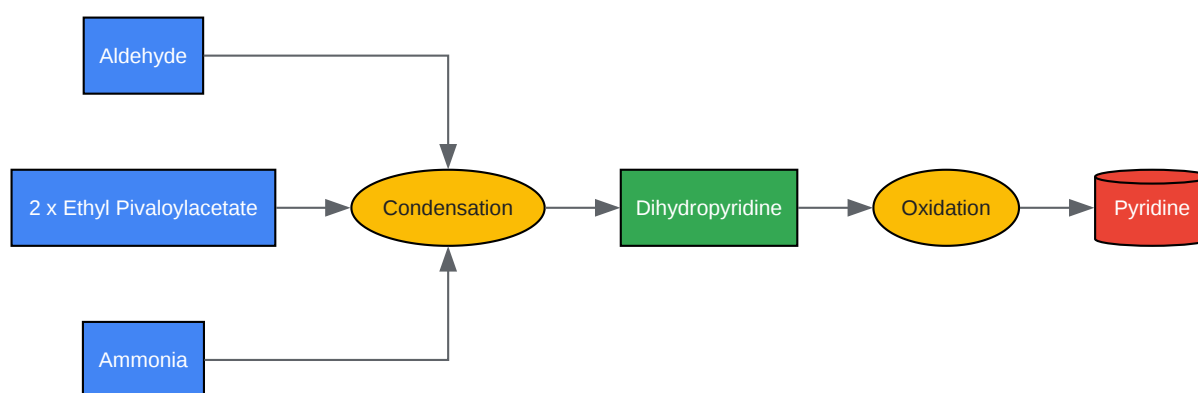 Aldehyde
2 x Ethyl Pivaloylacetate
Condensation
Dihydropyridine
Oxidation
Pyridine
Ammonia